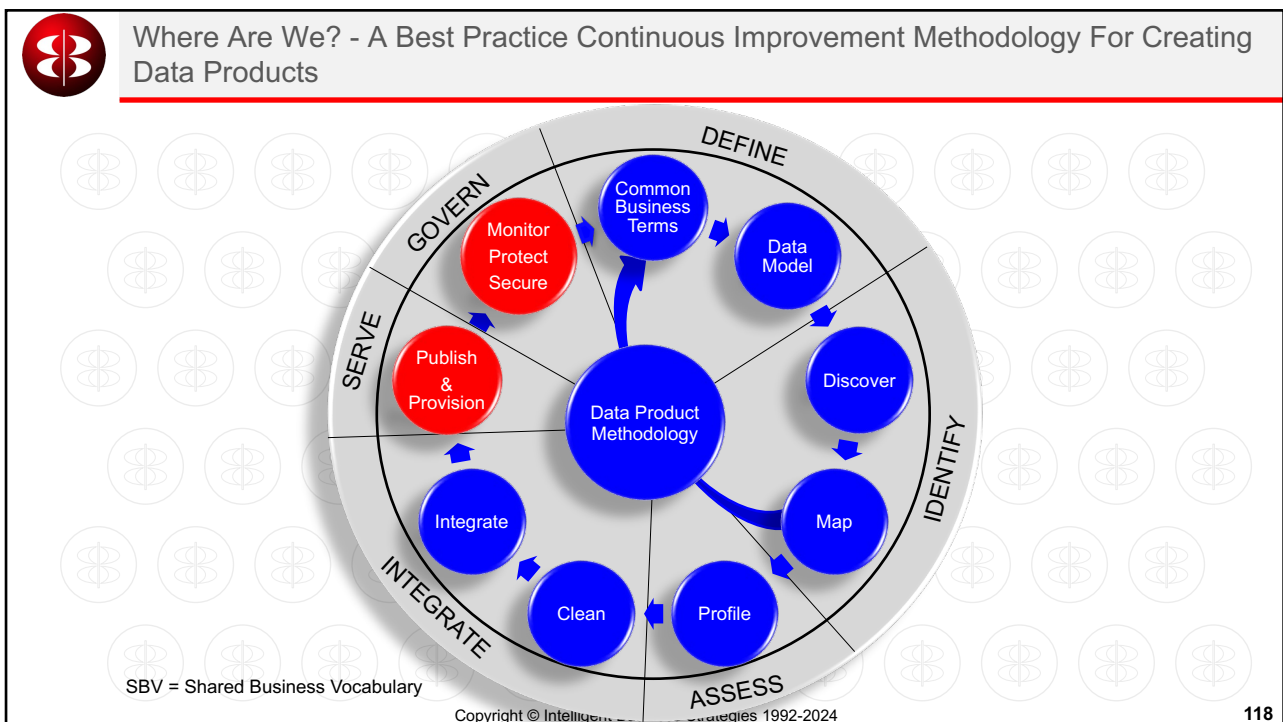 Where Are We? - A Best Practice Continuous Improvement Methodology For Creating
Data Products
DEFINE
Common
Business
Terms
Data
Model
IDENTIFY
Discover
Map
ASSESS
Profile
INTEGRATE
Clean
Integrate
SERVE
Publish
&
Provision
GOVERN
Monitor
Protect
Secure
Data Product
Methodology
SBV = Shared Business Vocabulary
Copyright © Intelligent Strategies 1992-2024
118